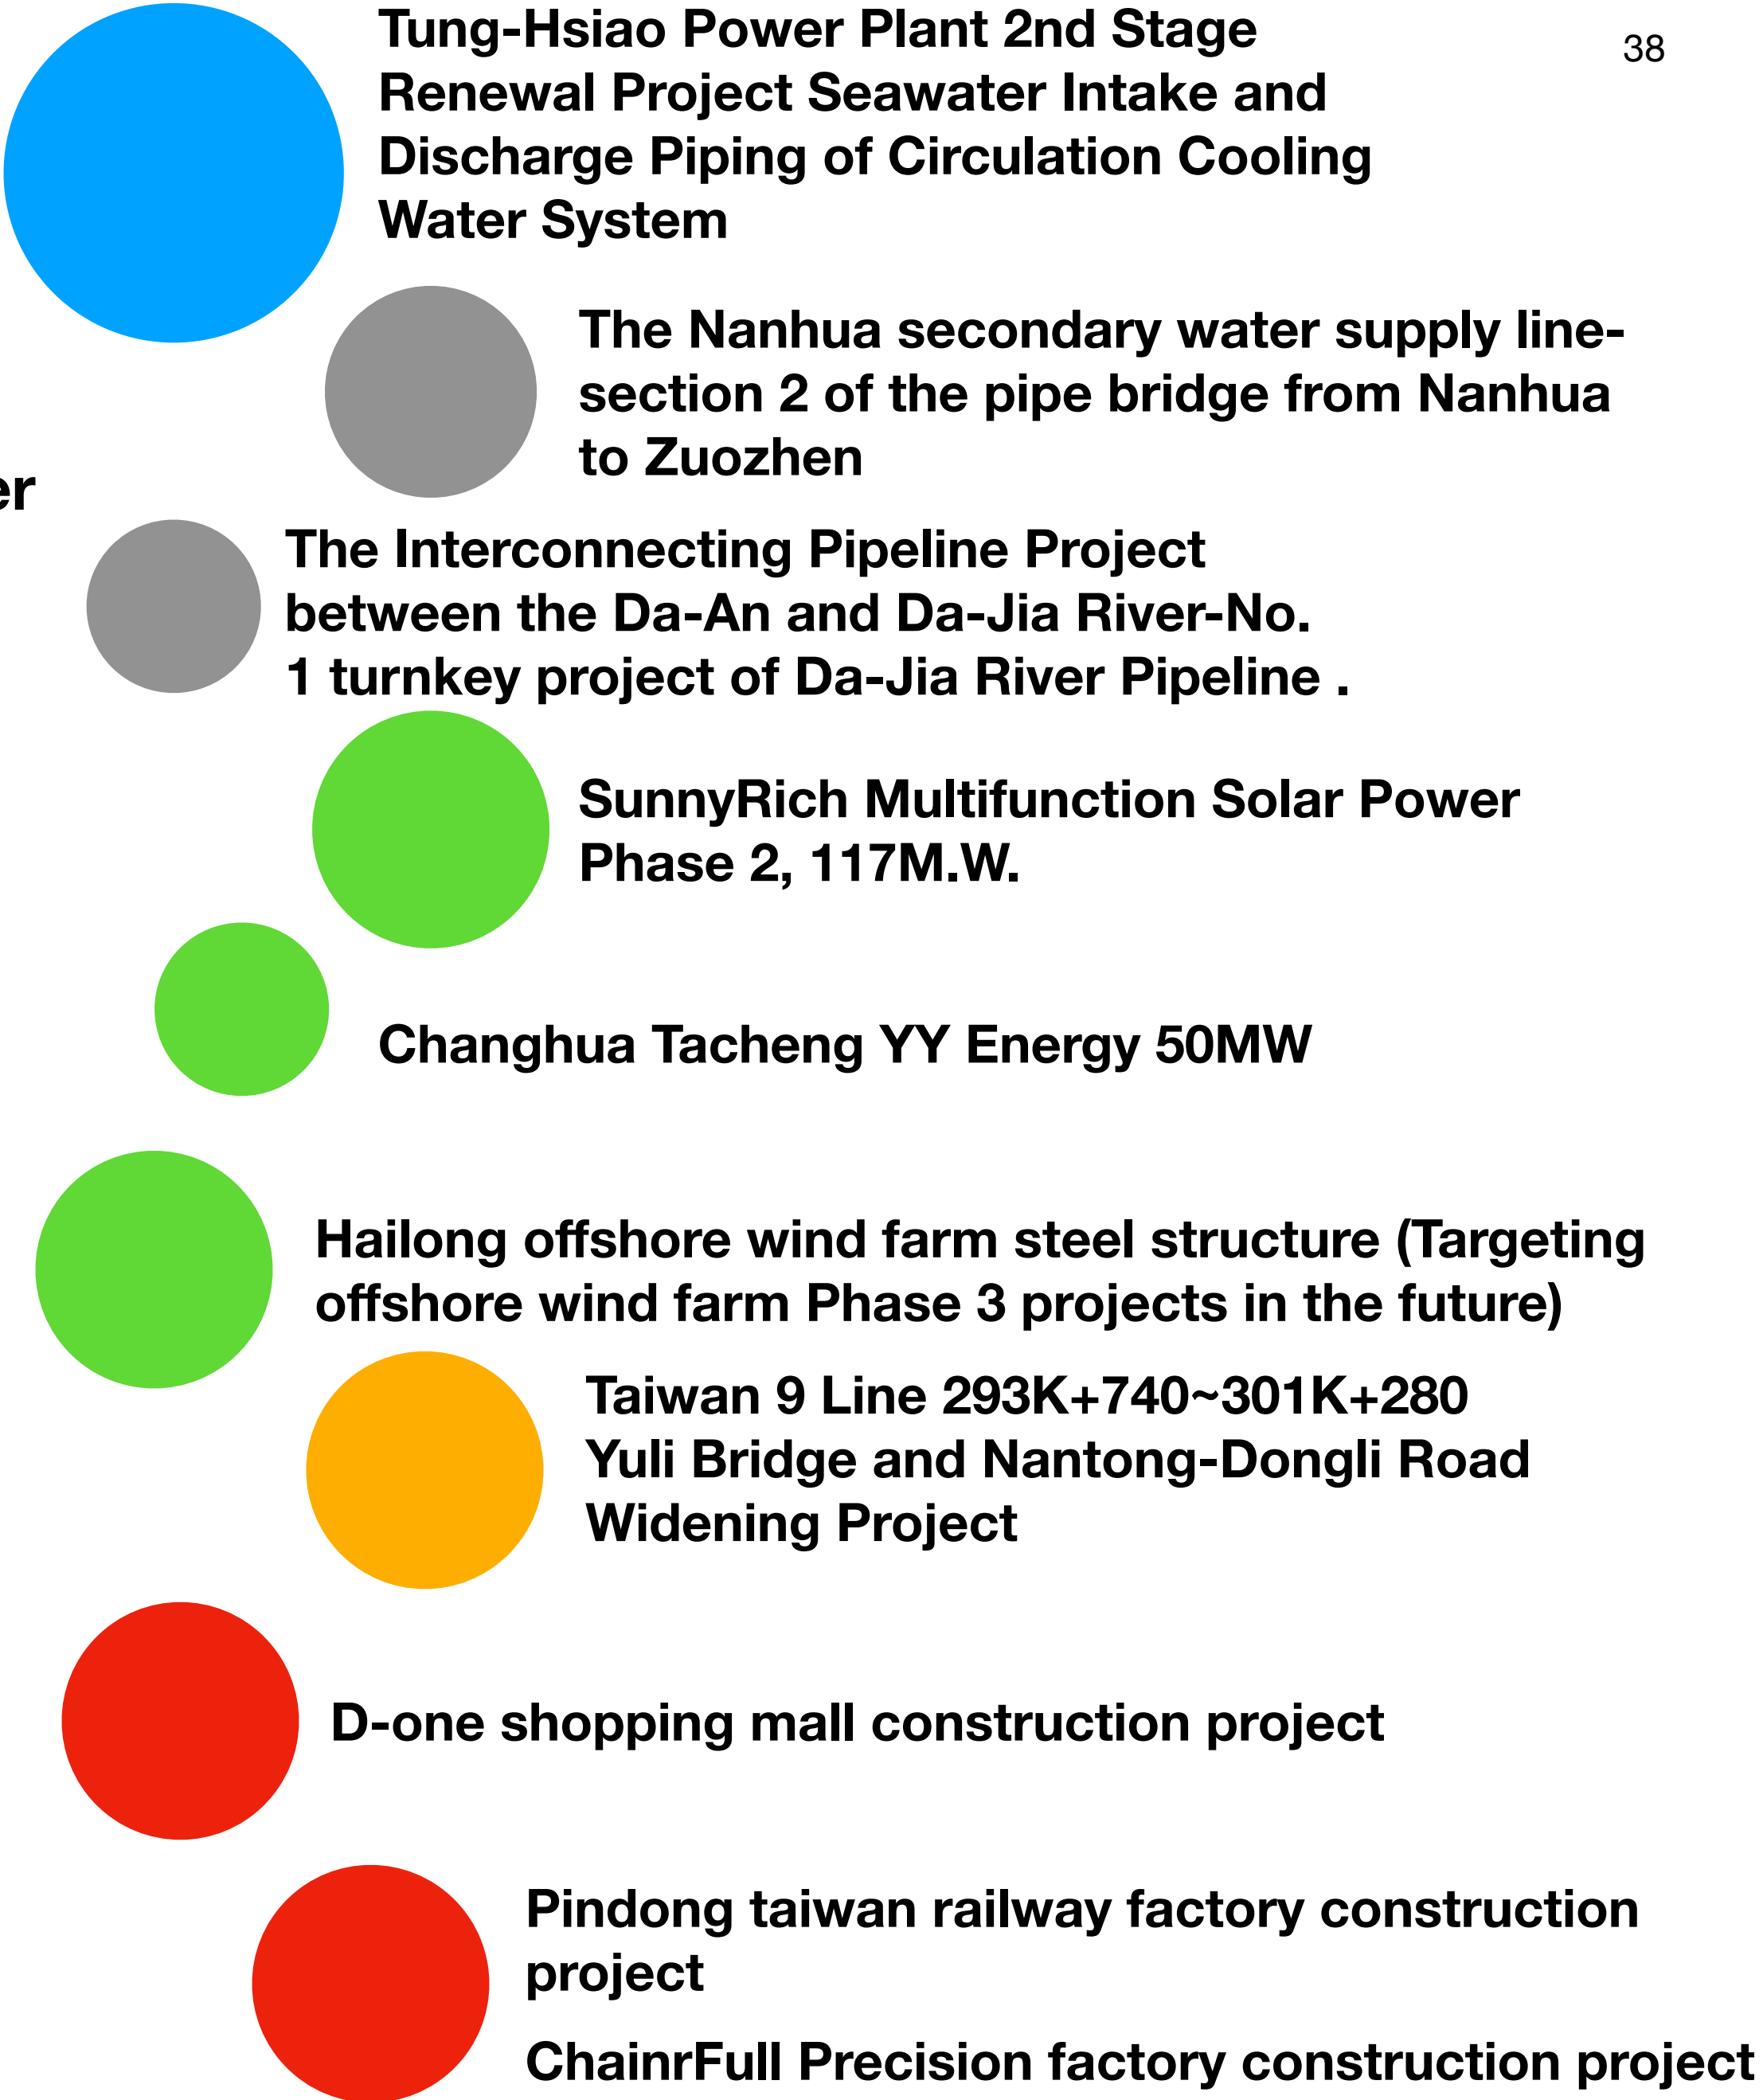 Tung-Hsiao Power Plant 2nd Stage
Renewal Project Seawater Intake and
Discharge Piping of Circulation Cooling
Water System
38
The Nanhua secondary water supply line-
section 2 of the pipe bridge from Nanhua
to Zuozhen
er
The Interconnecting Pipeline Project
between the Da-An and Da-Jia River-No.
1 turnkey project of Da-Jia River Pipeline .
SunnyRich Multifunction Solar Power
Phase 2, 117M.W.
Changhua Tacheng YY Energy 50MW
Hailong offshore wind farm steel structure (Targeting
offshore wind farm Phase 3 projects in the future)
Taiwan 9 Line 293K+740~301K+280
Yuli Bridge and Nantong-Dongli Road
Widening Project
D-one shopping mall construction project
Pindong taiwan railway factory construction
project
ChainrFull Precision factory construction project